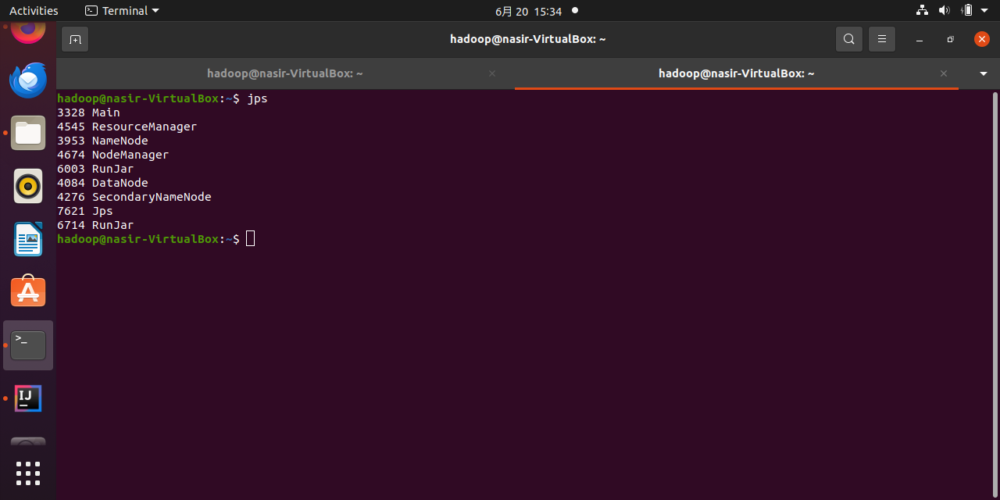 Activities Terminal 6月 20 15:34
hadoop@nasir-VirtualBox: ~
hadoop@nasir-VirtualBox: ~ hadoop@nasir-VirtualBox: ~
hadoop@nasir-VirtualBox:~$ jps
3328 Main
4545 ResourceManager
3953 NameNode
4674 NodeManager
6003 RunJar
4084 DataNode
4276 SecondaryNameNode
7621 Jps
6714 RunJar
hadoop@nasir-VirtualBox:~$
>_
IJ